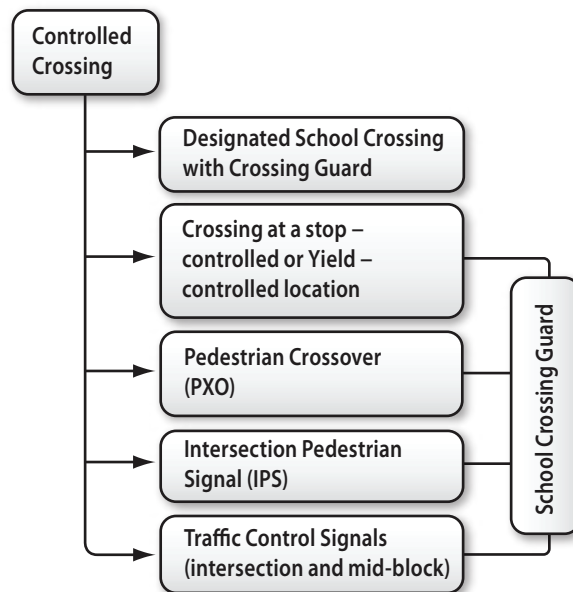 Controlled
Crossing
Designated School Crossing
with Crossing Guard
Crossing at a stop –
controlled or Yield –
controlled location
Pedestrian Crossover
(PXO)
Intersection Pedestrian
Signal (IPS)
Traffic Control Signals
(intersection and mid-block)
School Crossing Guard